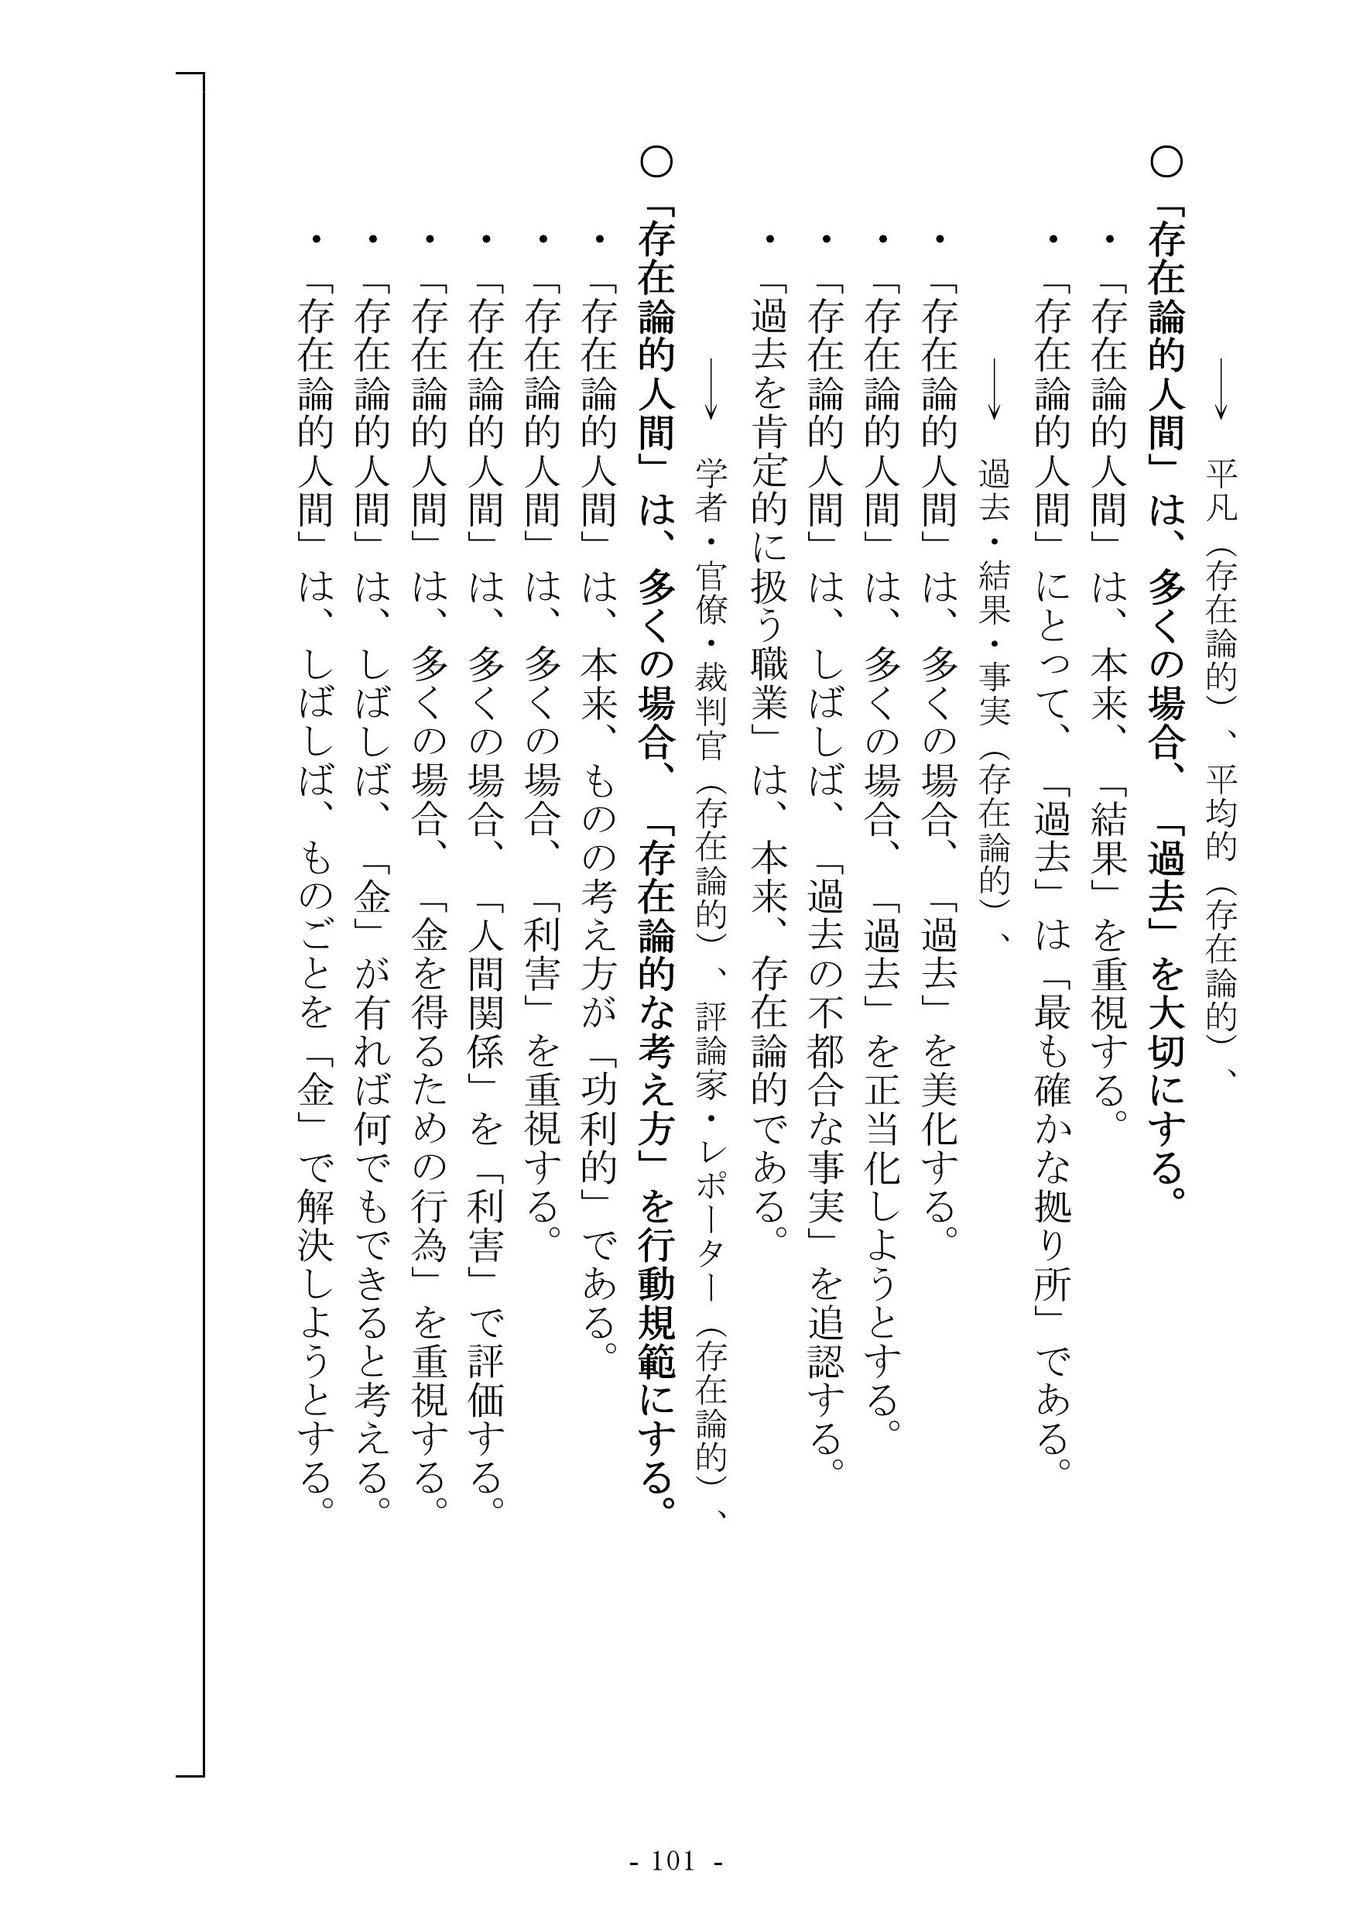 → 平凡(存在論的)、平均的(存在論的)、
○「存在論的人間」は、多くの場合、「過去」を大切にする。
・「存在論的人間」は、本来、「結果」を重視する。
・「存在論的人間」にとって、「過去」は「最も確かな拠り所」である。
→ 過去・結果・事実(存在論的)、
・「存在論的人間」は、多くの場合、「過去」を美化する。
・「存在論的人間」は、多くの場合、「過去」を正当化しようとする。
・「存在論的人間」は、しばしば、「過去の不都合な事実」を追認する。
・「過去を肯定的に扱う職業」は、本来、存在論的である。
→ 学者・官僚・裁判官(存在論的)、評論家・レポーター(存在論的)、
○「存在論的人間」は、多くの場合、「存在論的な考え方」を行動規範にする。
・「存在論的人間」は、本来、ものの考え方が「功利的」である。
・「存在論的人間」は、多くの場合、「利害」を重視する。
・「存在論的人間」は、多くの場合、「人間関係」を「利害」で評価する。
・「存在論的人間」は、多くの場合、「金を得るための行為」を重視する。
・「存在論的人間」は、しばしば、「金」が有れば何でもできると考える。
・「存在論的人間」は、しばしば、ものごとを「金」で解決しようとする。
- 101 -